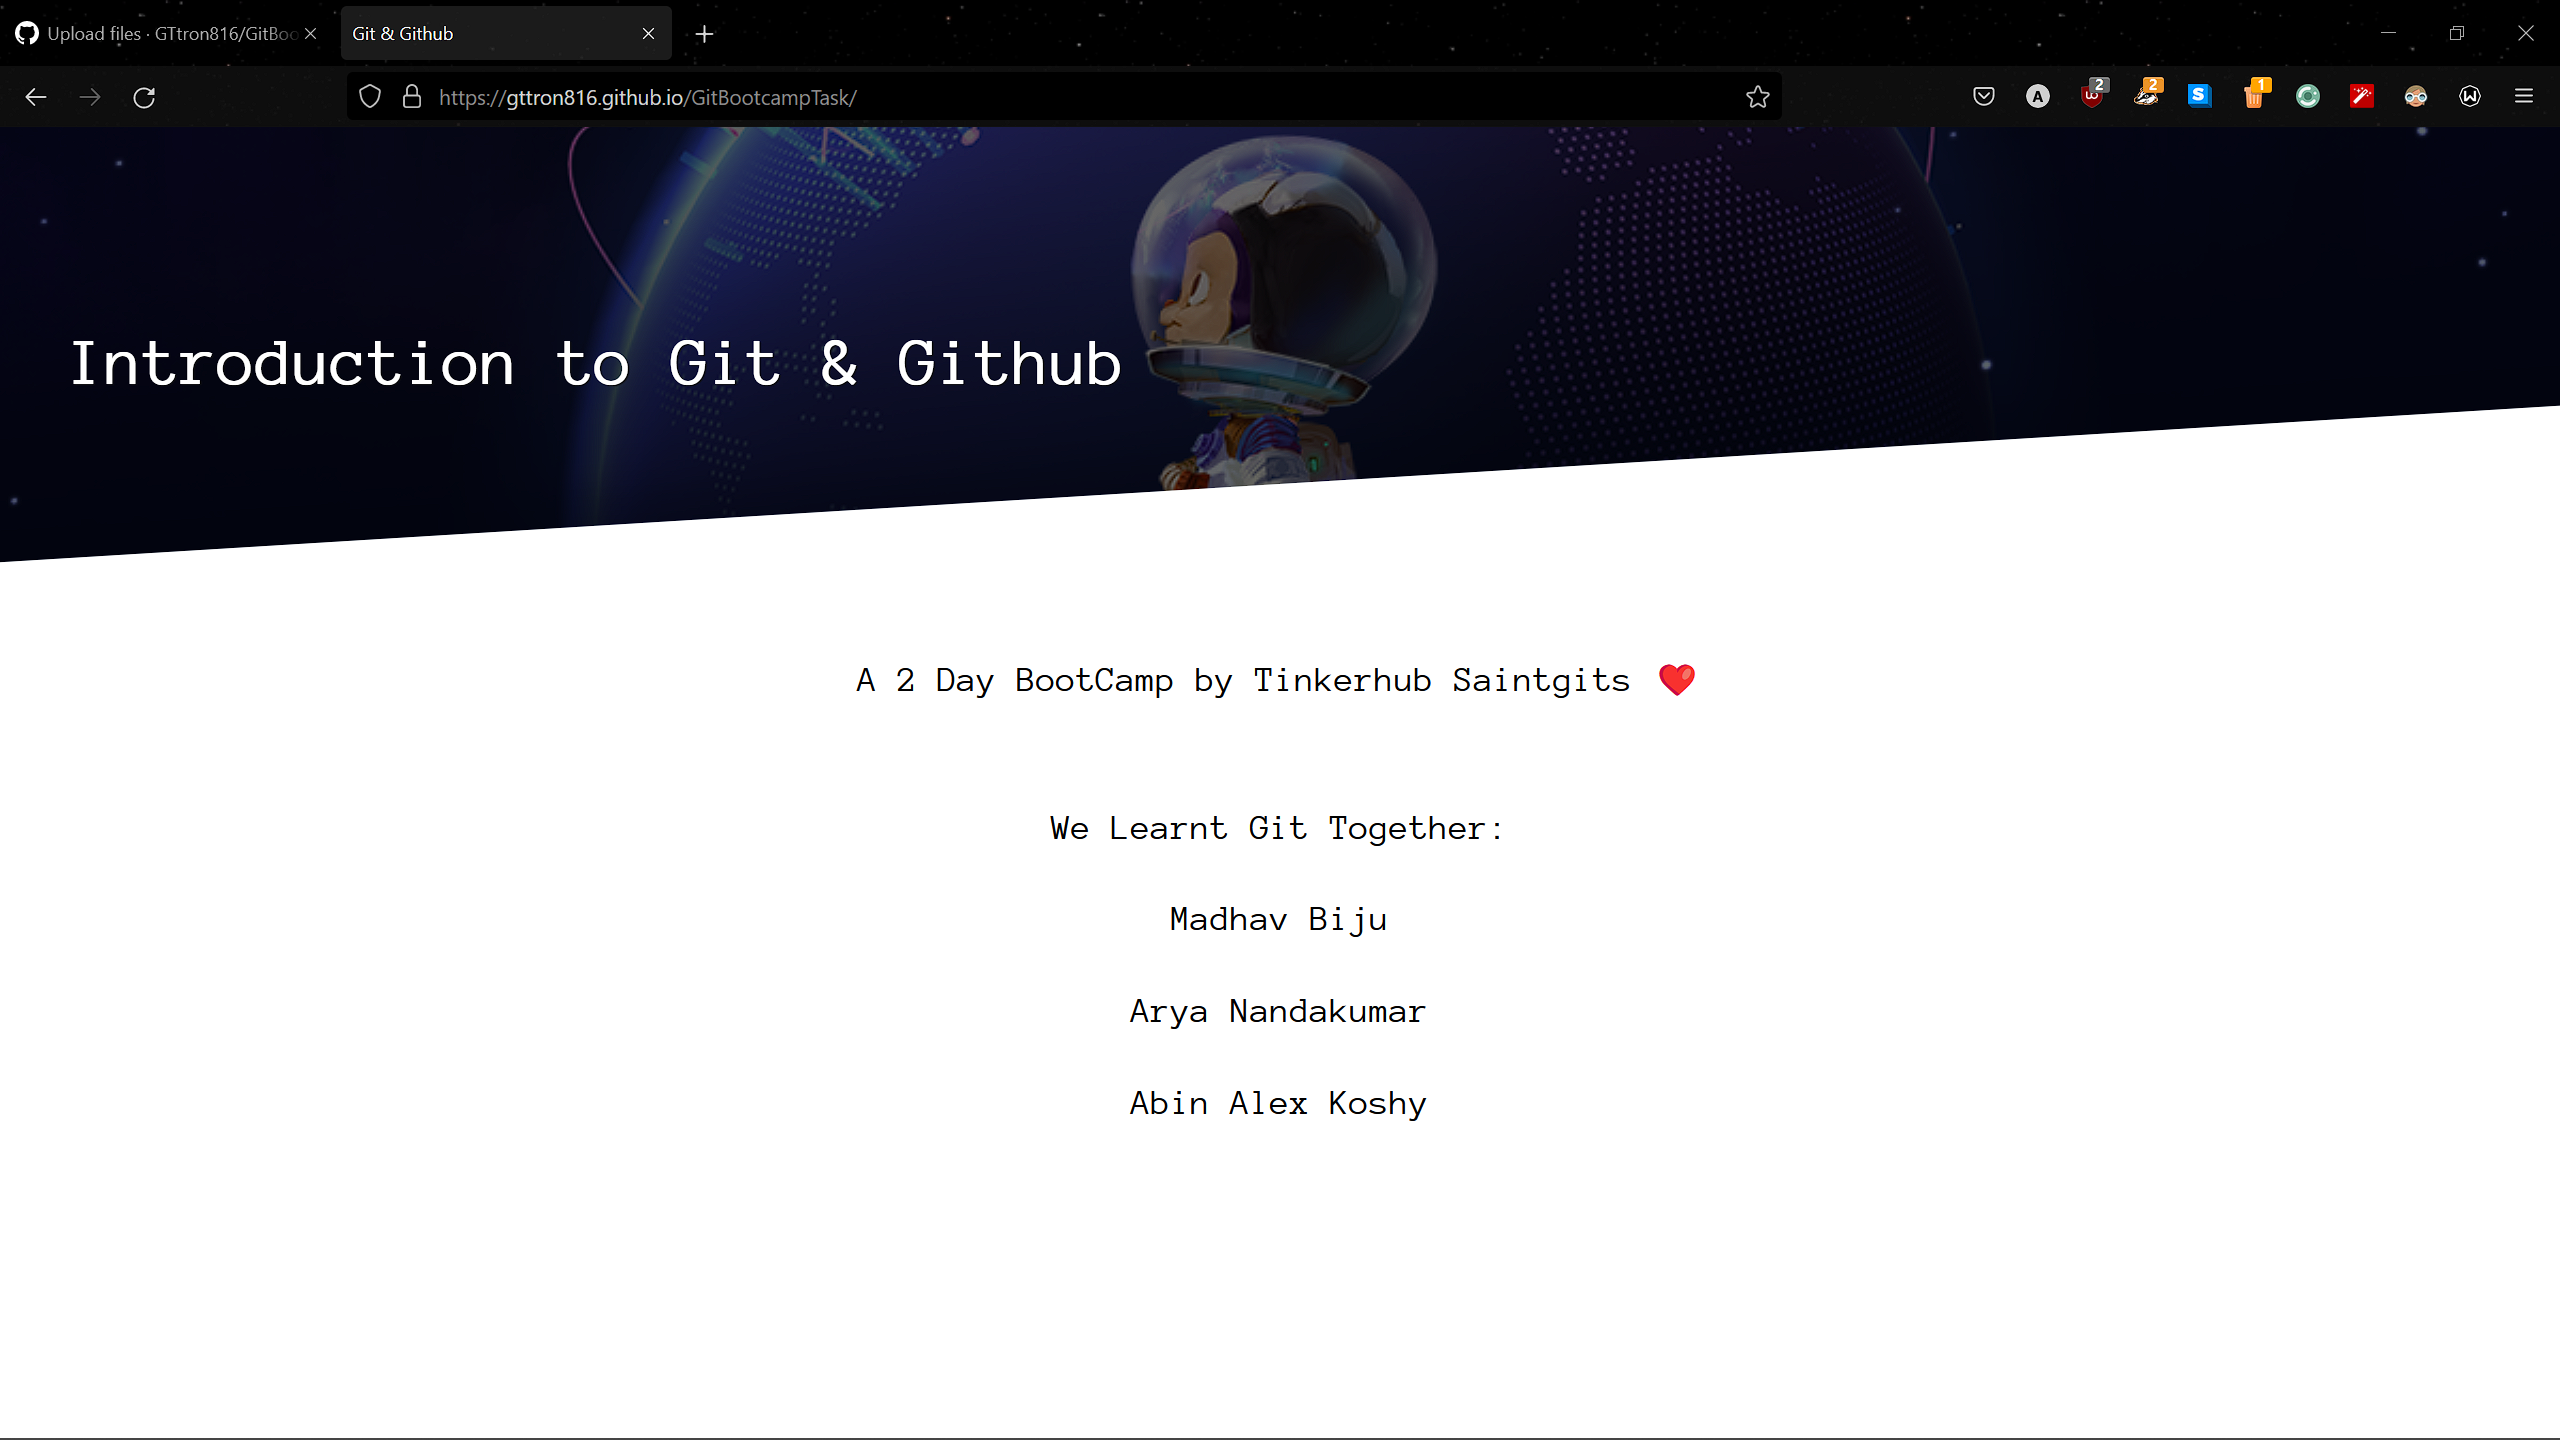 Upload files · GTtron816/GitBoo
Git & Github
https://gttron816.github.io/GitBootcampTask/
A
2
2
S
1
Introduction to Git & Github
A 2 Day BootCamp by Tinkerhub Saintgits ❤️
We Learnt Git Together:
Madhav Biju
Arya Nandakumar
Abin Alex Koshy